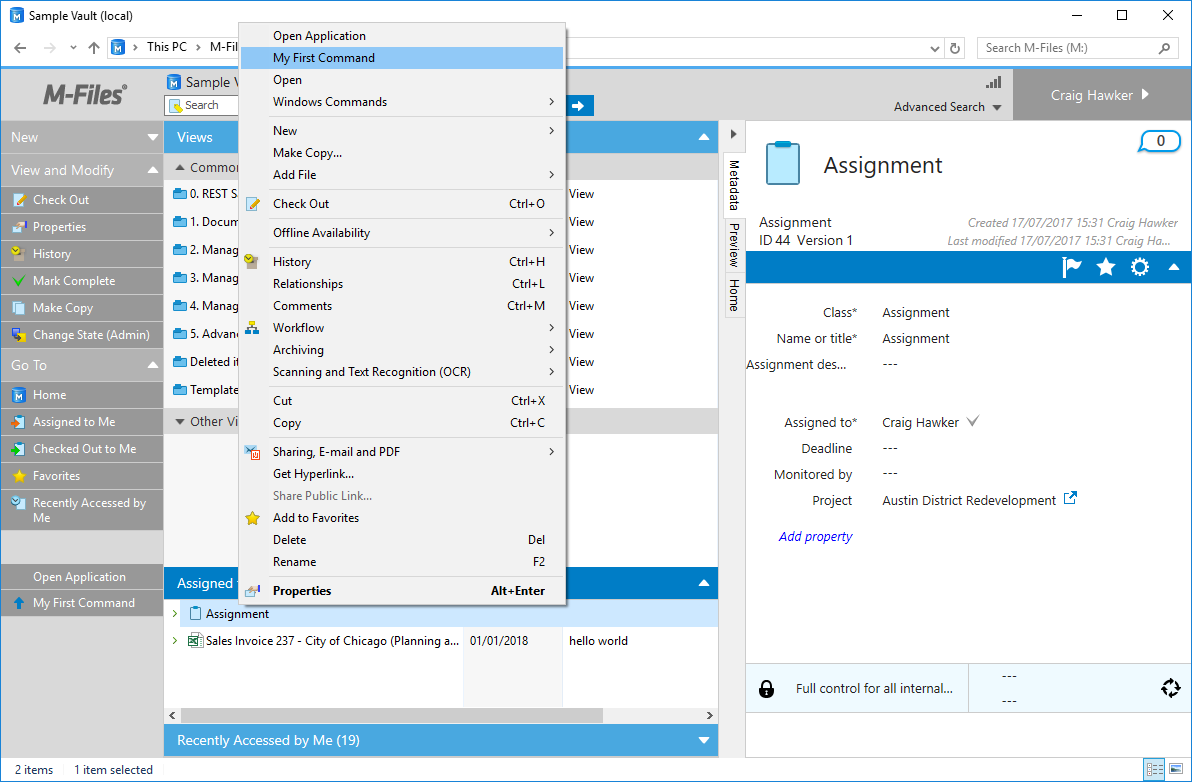 Sample Vault (local)
This PC
M-Fil
Search M-Files (M:)
M-Files®
Sample V
Search
Advanced Search
Craig Hawker
New
View and Modify
Check Out
Properties
History
Mark Complete
Make Copy
Change State (Admin)
Go To
Home
Assigned to Me
Checked Out to Me
Favorites
Recently Accessed by
Me
Open Application
My First Command
Views
Common
0. REST S
View
1. Docum
View
2. Manag
View
3. Manag
View
4. Manag
View
5. Advan
View
Deleted it
View
Template
View
Other Vi
Open Application
My First Command
Open
Windows Commands
New
Make Copy...
Add File
Check Out Ctrl+O
Offline Availability
History Ctrl+H
Relationships Ctrl+L
Comments Ctrl+M
Workflow
Archiving
Scanning and Text Recognition (OCR)
Cut Ctrl+X
Copy Ctrl+C
Sharing, E-mail and PDF
Get Hyperlink...
Share Public Link...
Add to Favorites
Delete Del
Rename F2
Properties Alt+Enter
Assigned
Assignment
Sales Invoice 237 - City of Chicago (Planning a... 01/01/2018 hello world
Recently Accessed by Me (19)
Metadata
Preview
Home
0
Assignment
Assignment
ID 44 Version 1
Created 17/07/2017 15:31 Craig Hawker
Last modified 17/07/2017 15:31 Craig Ha...
Class* Assignment
Name or title* Assignment
Assignment des... ---
Assigned to* Craig Hawker
Deadline ---
Monitored by ---
Project Austin District Redevelopment
Add property
Full control for all internal...
---
---
2 items 1 item selected